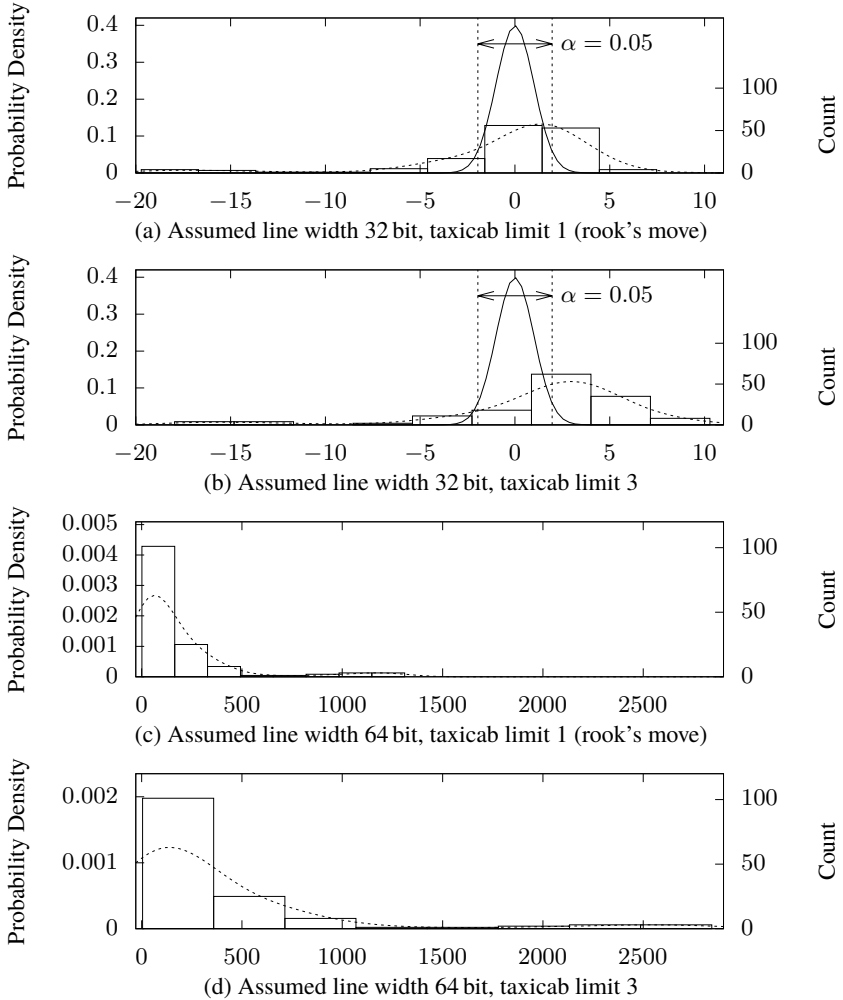 Probability Density
0.4
0.3
0.2
0.1
0
α = 0.05
100
50
0
Count
−20 −15 −10 −5 0 5 10
(a) Assumed line width 32 bit, taxicab limit 1 (rook's move)
Probability Density
0.4
0.3
0.2
0.1
0
α = 0.05
100
50
0
Count
−20 −15 −10 −5 0 5 10
(b) Assumed line width 32 bit, taxicab limit 3
Probability Density
0.005
0.004
0.003
0.002
0.001
0
100
50
0
Count
0 500 1000 1500 2000 2500
(c) Assumed line width 64 bit, taxicab limit 1 (rook's move)
Probability Density
0.002
0.001
0
100
50
0
Count
0 500 1000 1500 2000 2500
(d) Assumed line width 64 bit, taxicab limit 3